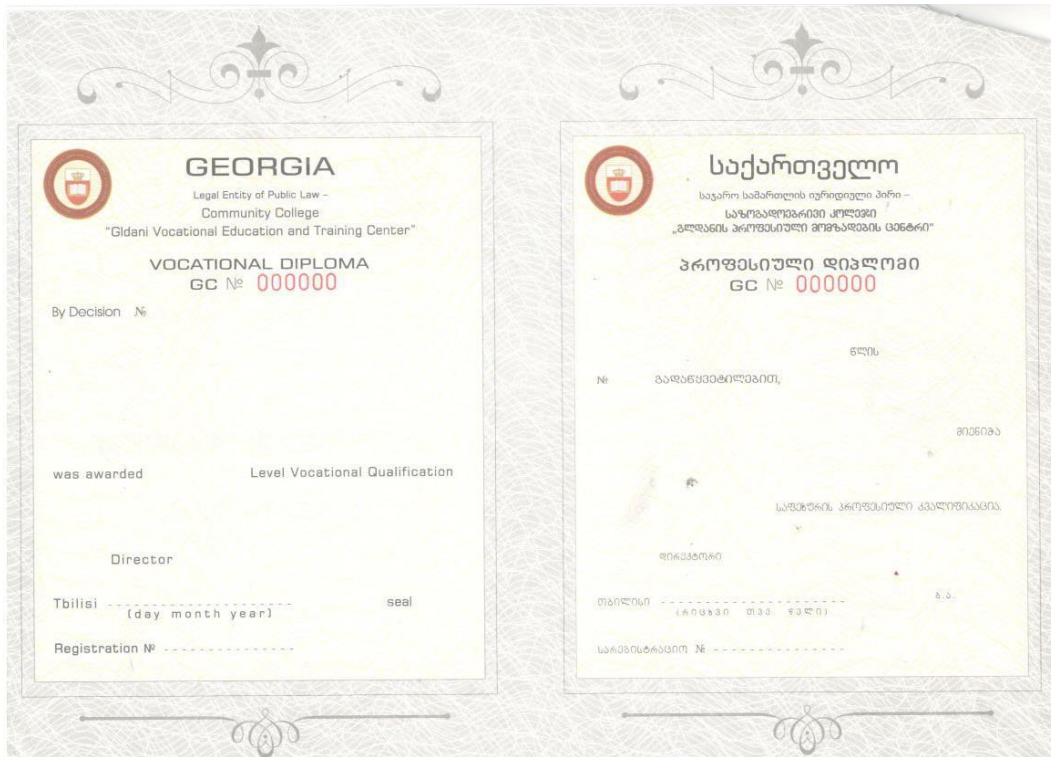 GEORGIA
Legal Entity of Public Law –
Community College
"Gldani Vocational Education and Training Center"
VOCATIONAL DIPLOMA
GC № 000000
By Decision №
was awarded Level Vocational Qualification
Director
Tbilisi seal
(day month year)
Registration №
საქართველო
საჯარო სამართლის იურიდიული პირი –
საზოგადოებრივი კოლეჯი
„გლდანის პროფესიული მომზადების ცენტრი"
პროფესიული დიპლომი
GC № 000000
წლის
№ გადაწყვეტილებით,
მიენიჭა
საფეხურის პროფესიული კვალიფიკაცია.
დირექტორი
თბილისი ბ.ა.
(რიცხვი თვე წელი)
სარეგისტრაციო №